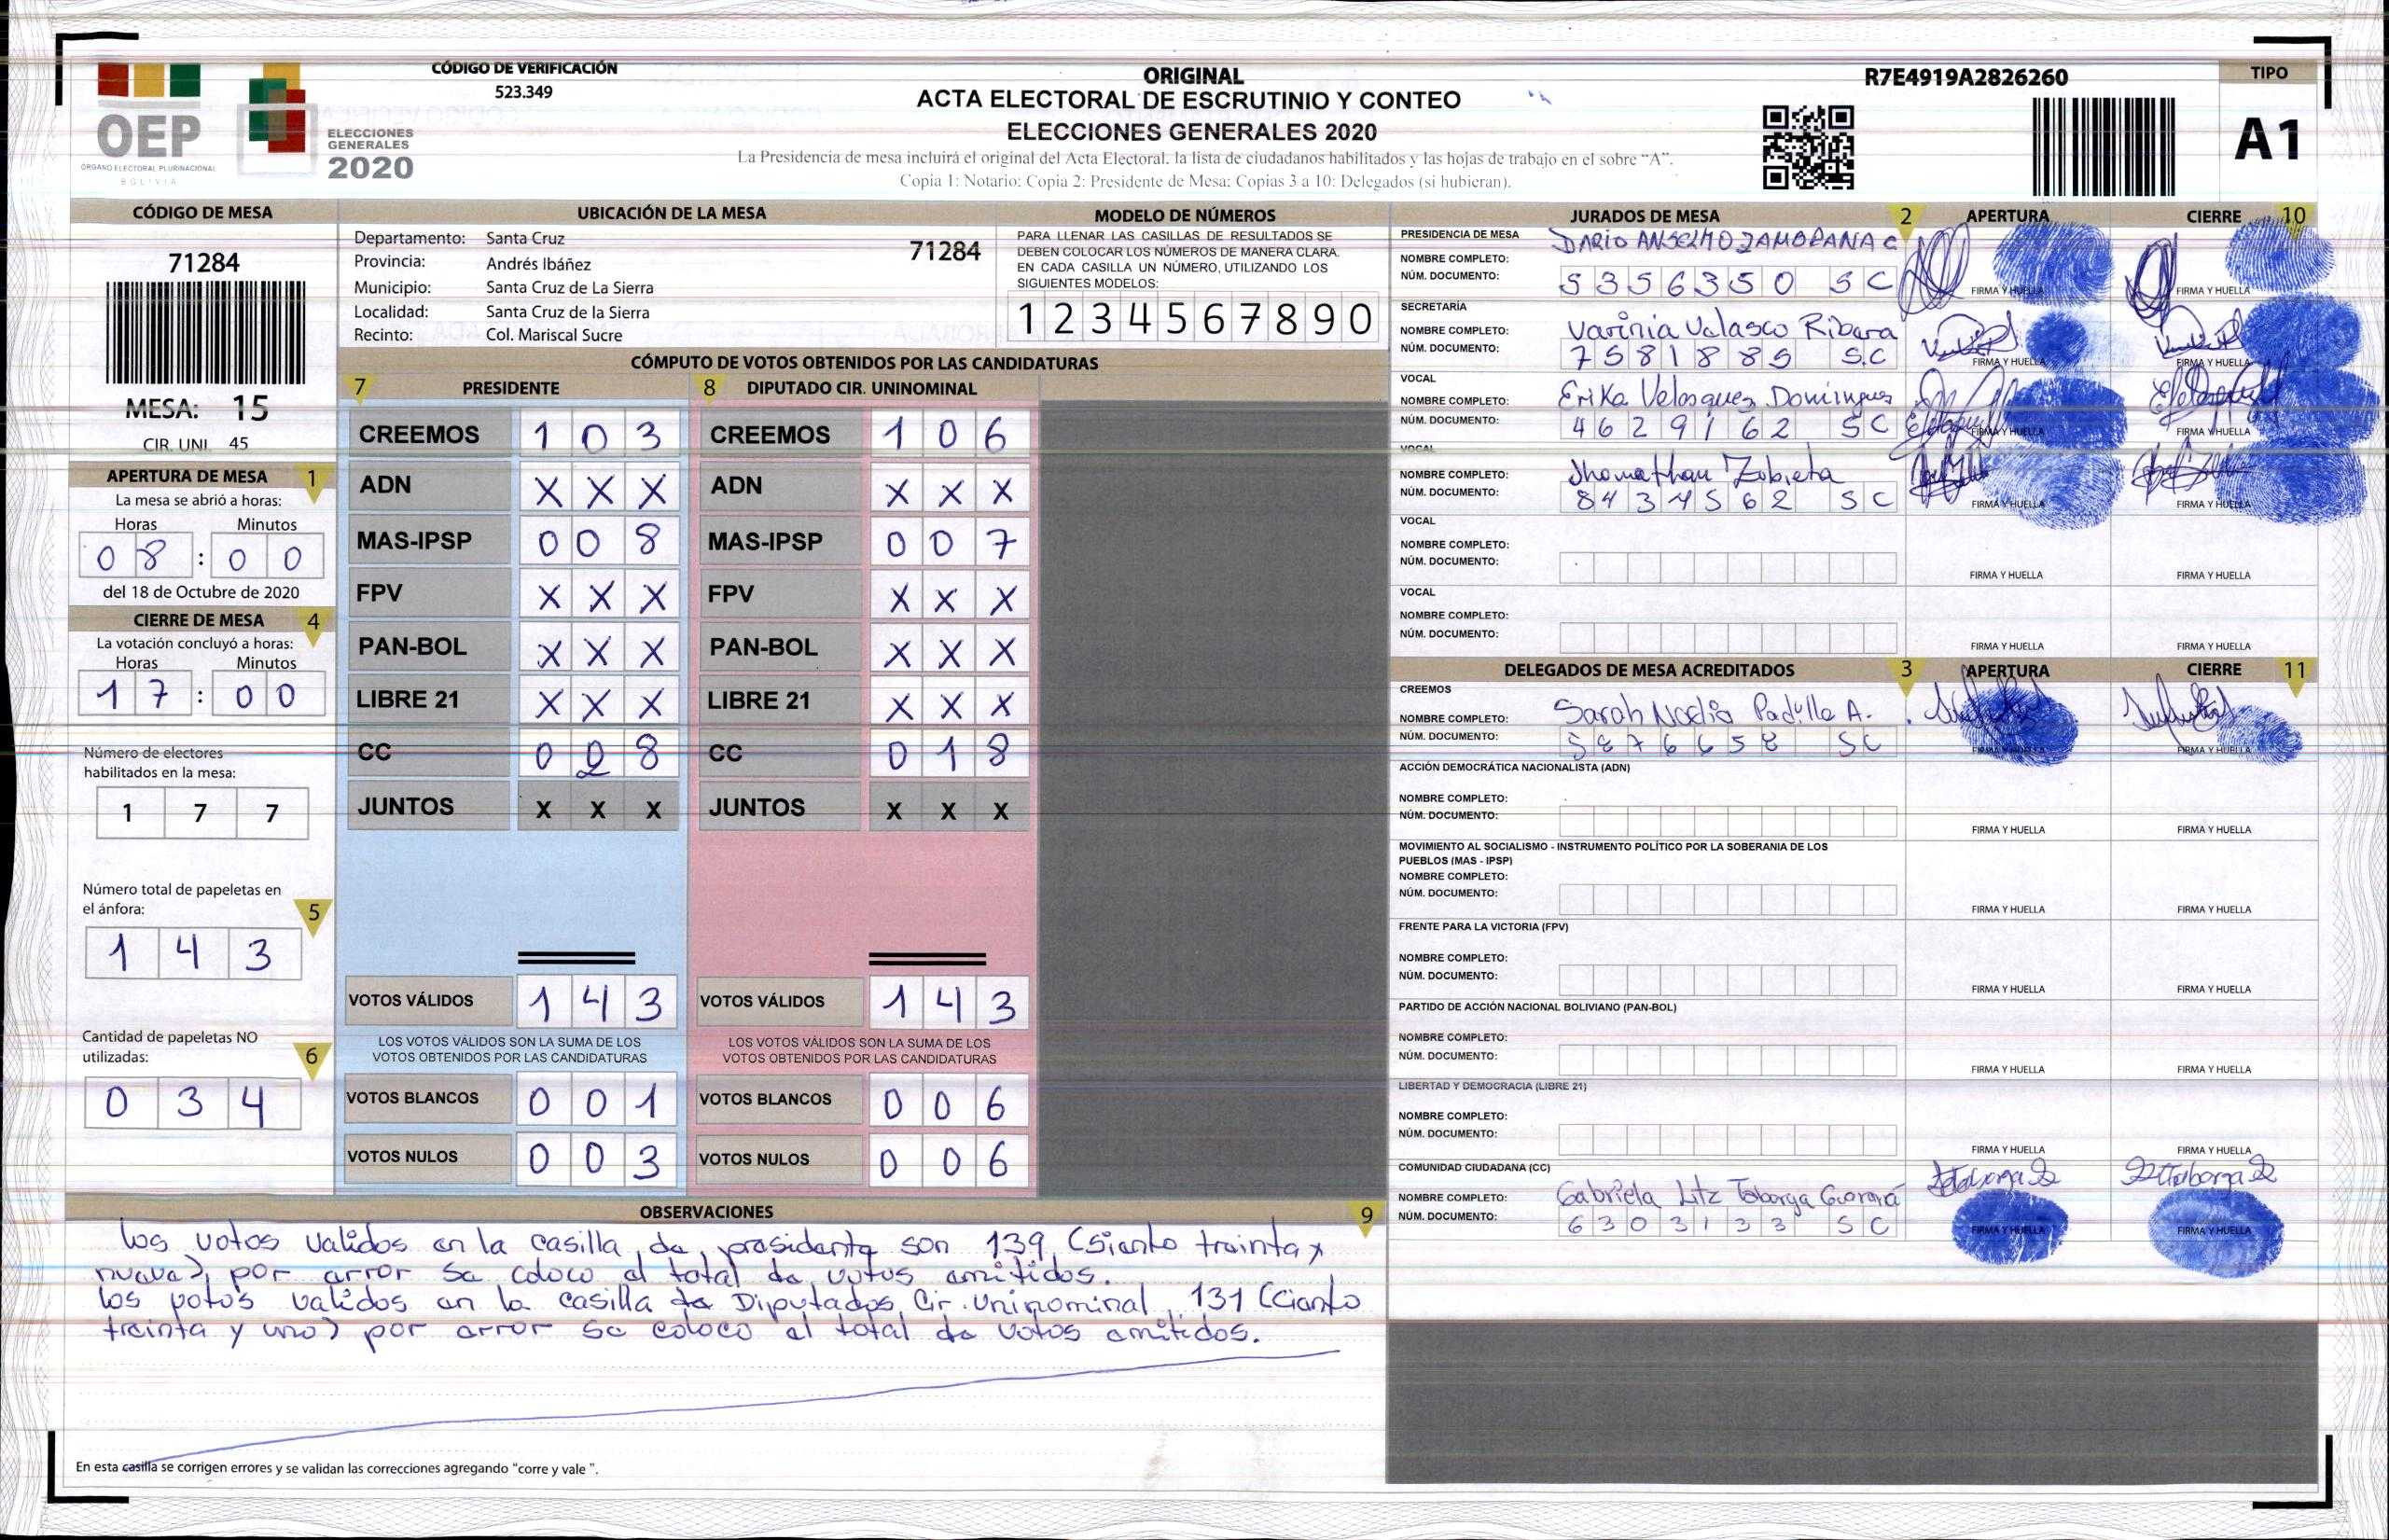 CÓDIGO DE VERIFICACIÓN
523.349
OEP
ÓRGANO ELECTORAL PLURINACIONAL
BOLIVIA
ELECCIONES
GENERALES
2020
ORIGINAL
ACTA ELECTORAL DE ESCRUTINIO Y CONTEO
ELECCIONES GENERALES 2020
La Presidencia de mesa incluirá el original del Acta Electoral, la lista de ciudadanos habilitados y las hojas de trabajo en el sobre “A”.
Copia 1: Notario; Copia 2: Presidente de Mesa; Copias 3 a 10: Delegados (si hubieran).
R7E4919A2826260
TIPO
A1
CÓDIGO DE MESA
71284
MESA: 15
CIR. UNI. 45
APERTURA DE MESA 1
La mesa se abrió a horas:
Horas Minutos
0 8 : 0 0
del 18 de Octubre de 2020
CIERRE DE MESA 4
La votación concluyó a horas:
Horas Minutos
1 7 : 0 0
Número de electores
habilitados en la mesa:
1 7 7
Número total de papeletas en
el ánfora: 5
1 4 3
Cantidad de papeletas NO
utilizadas: 6
0 3 4
UBICACIÓN DE LA MESA
Departamento: Santa Cruz 71284
Provincia: Andrés Ibáñez
Municipio: Santa Cruz de La Sierra
Localidad: Santa Cruz de la Sierra
Recinto: Col. Mariscal Sucre
MODELO DE NÚMEROS
PARA LLENAR LAS CASILLAS DE RESULTADOS SE
DEBEN COLOCAR LOS NÚMEROS DE MANERA CLARA.
EN CADA CASILLA UN NÚMERO, UTILIZANDO LOS
SIGUIENTES MODELOS:
1 2 3 4 5 6 7 8 9 0
CÓMPUTO DE VOTOS OBTENIDOS POR LAS CANDIDATURAS
7 PRESIDENTE 8 DIPUTADO CIR. UNINOMINAL
CREEMOS 1 0 3 CREEMOS 1 0 6
ADN X X X ADN X X X
MAS-IPSP 0 0 8 MAS-IPSP 0 0 7
FPV X X X FPV X X X
PAN-BOL X X X PAN-BOL X X X
LIBRE 21 X X X LIBRE 21 X X X
CC 0 2 8 CC 0 1 8
JUNTOS X X X JUNTOS X X X
VOTOS VÁLIDOS 1 4 3 VOTOS VÁLIDOS 1 4 3
LOS VOTOS VÁLIDOS SON LA SUMA DE LOS LOS VOTOS VÁLIDOS SON LA SUMA DE LOS
VOTOS OBTENIDOS POR LAS CANDIDATURAS VOTOS OBTENIDOS POR LAS CANDIDATURAS
VOTOS BLANCOS 0 0 1 VOTOS BLANCOS 0 0 6
VOTOS NULOS 0 0 3 VOTOS NULOS 0 0 6
OBSERVACIONES 9
los votos validos en la casilla de presidente son 139 (siento treinta y
nueve), por error se coloco el total de votos emitidos.
los votos validos en la casilla de Diputados Cir. Uninominal, 131 (ciento
treinta y uno) por error se coloco el total de votos emitidos.
En esta casilla se corrigen errores y se validan las correcciones agregando "corre y vale ".
JURADOS DE MESA 2 APERTURA CIERRE 10
PRESIDENCIA DE MESA
NOMBRE COMPLETO: DARIO ANSELMO ZAMBRANA C
NÚM. DOCUMENTO: 5356350 SC FIRMA Y HUELLA FIRMA Y HUELLA
SECRETARÍA
NOMBRE COMPLETO: Varinia Velasco Ribera
NÚM. DOCUMENTO: 7581889 S.C FIRMA Y HUELLA FIRMA Y HUELLA
VOCAL
NOMBRE COMPLETO: Erika Velasquez Dominguez
NÚM. DOCUMENTO: 4629162 SC FIRMA Y HUELLA FIRMA Y HUELLA
VOCAL
NOMBRE COMPLETO: Jhonathan Zubieta
NÚM. DOCUMENTO: 8434562 SC FIRMA Y HUELLA FIRMA Y HUELLA
VOCAL
NOMBRE COMPLETO:
NÚM. DOCUMENTO: FIRMA Y HUELLA FIRMA Y HUELLA
VOCAL
NOMBRE COMPLETO:
NÚM. DOCUMENTO: FIRMA Y HUELLA FIRMA Y HUELLA
DELEGADOS DE MESA ACREDITADOS 3 APERTURA CIERRE 11
CREEMOS
NOMBRE COMPLETO: Sarah Nadia Padilla A.
NÚM. DOCUMENTO: 5876658 SC FIRMA Y HUELLA FIRMA Y HUELLA
ACCIÓN DEMOCRÁTICA NACIONALISTA (ADN)
NOMBRE COMPLETO:
NÚM. DOCUMENTO: FIRMA Y HUELLA FIRMA Y HUELLA
MOVIMIENTO AL SOCIALISMO - INSTRUMENTO POLÍTICO POR LA SOBERANIA DE LOS
PUEBLOS (MAS - IPSP)
NOMBRE COMPLETO:
NÚM. DOCUMENTO: FIRMA Y HUELLA FIRMA Y HUELLA
FRENTE PARA LA VICTORIA (FPV)
NOMBRE COMPLETO:
NÚM. DOCUMENTO: FIRMA Y HUELLA FIRMA Y HUELLA
PARTIDO DE ACCIÓN NACIONAL BOLIVIANO (PAN-BOL)
NOMBRE COMPLETO:
NÚM. DOCUMENTO: FIRMA Y HUELLA FIRMA Y HUELLA
LIBERTAD Y DEMOCRACIA (LIBRE 21)
NOMBRE COMPLETO:
NÚM. DOCUMENTO: FIRMA Y HUELLA FIRMA Y HUELLA
COMUNIDAD CIUDADANA (CC)
NOMBRE COMPLETO: Gabriela Litz Taborga
NÚM. DOCUMENTO: 6303133 SC FIRMA Y HUELLA FIRMA Y HUELLA